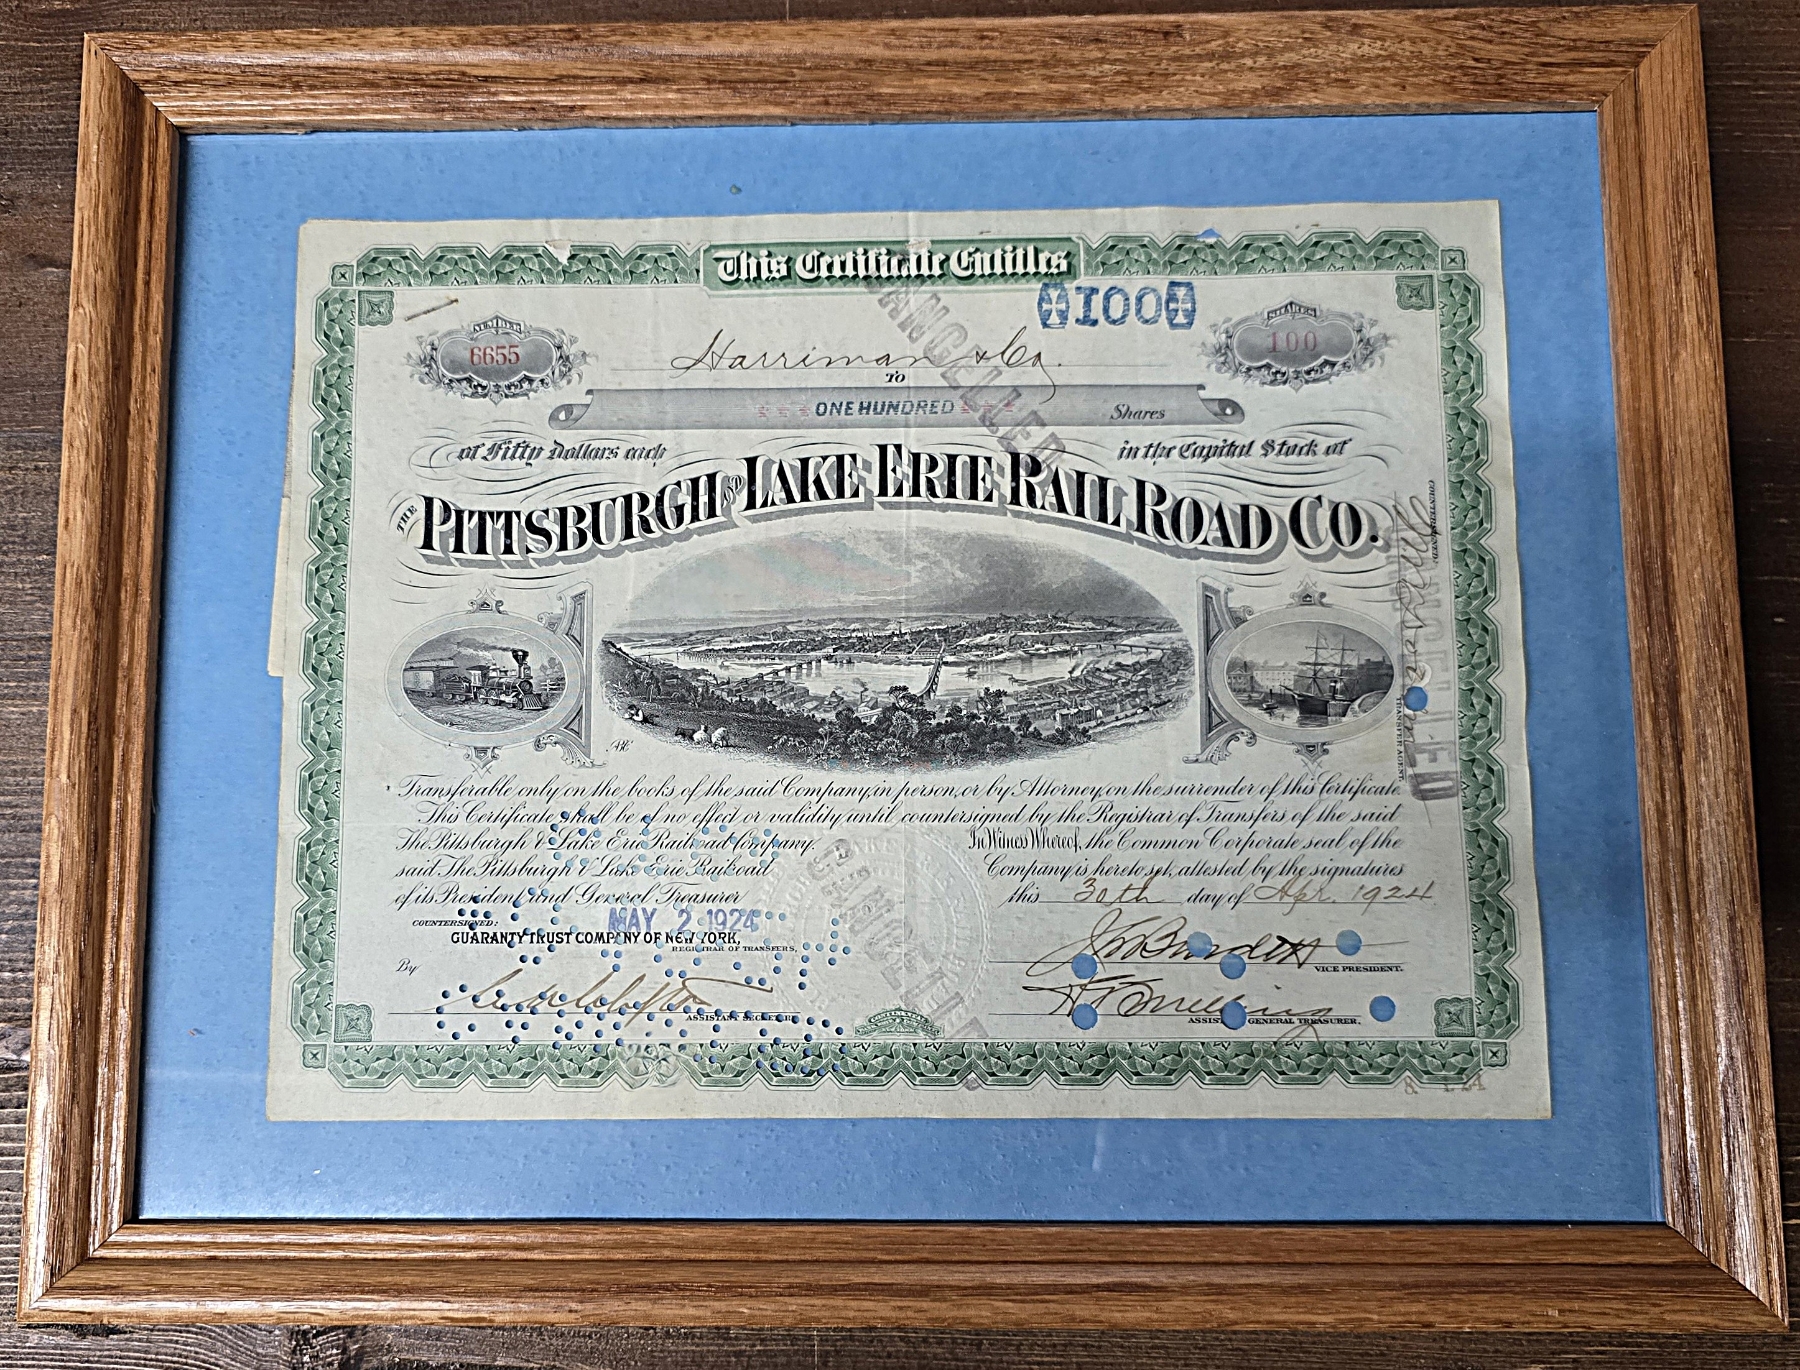 This Certificate Entitles
CANCELLED
100
NUMBER
6655
SHARES
100
Harriman & Co.
TO
ONE HUNDRED Shares
of Fifty Dollars each in the Capital Stock of
THE PITTSBURGH AND LAKE ERIE RAIL ROAD CO.
COUNTERSIGNED
TRANSFER AGENT.
CANCELLED
Transferable only on the books of the said Company, in person, or by Attorney, on the surrender of this Certificate
This Certificate shall be of no effect or validity until countersigned by the Registrar of Transfers of the said
The Pittsburgh & Lake Erie Railroad Company. In Witness Whereof, the Common Corporate seal of the
said The Pittsburgh & Lake Erie Railroad Company is hereto set, attested by the signatures
of its President and General Treasurer this 30th day of Apr. 1924
COUNTERSIGNED: MAY 2 1924
GUARANTY TRUST COMPANY OF NEW YORK,
REGISTRAR OF TRANSFERS,
CANCELLED
VICE PRESIDENT.
By
ASSISTANT SECRETARY
ASSIST GENERAL TREASURER.